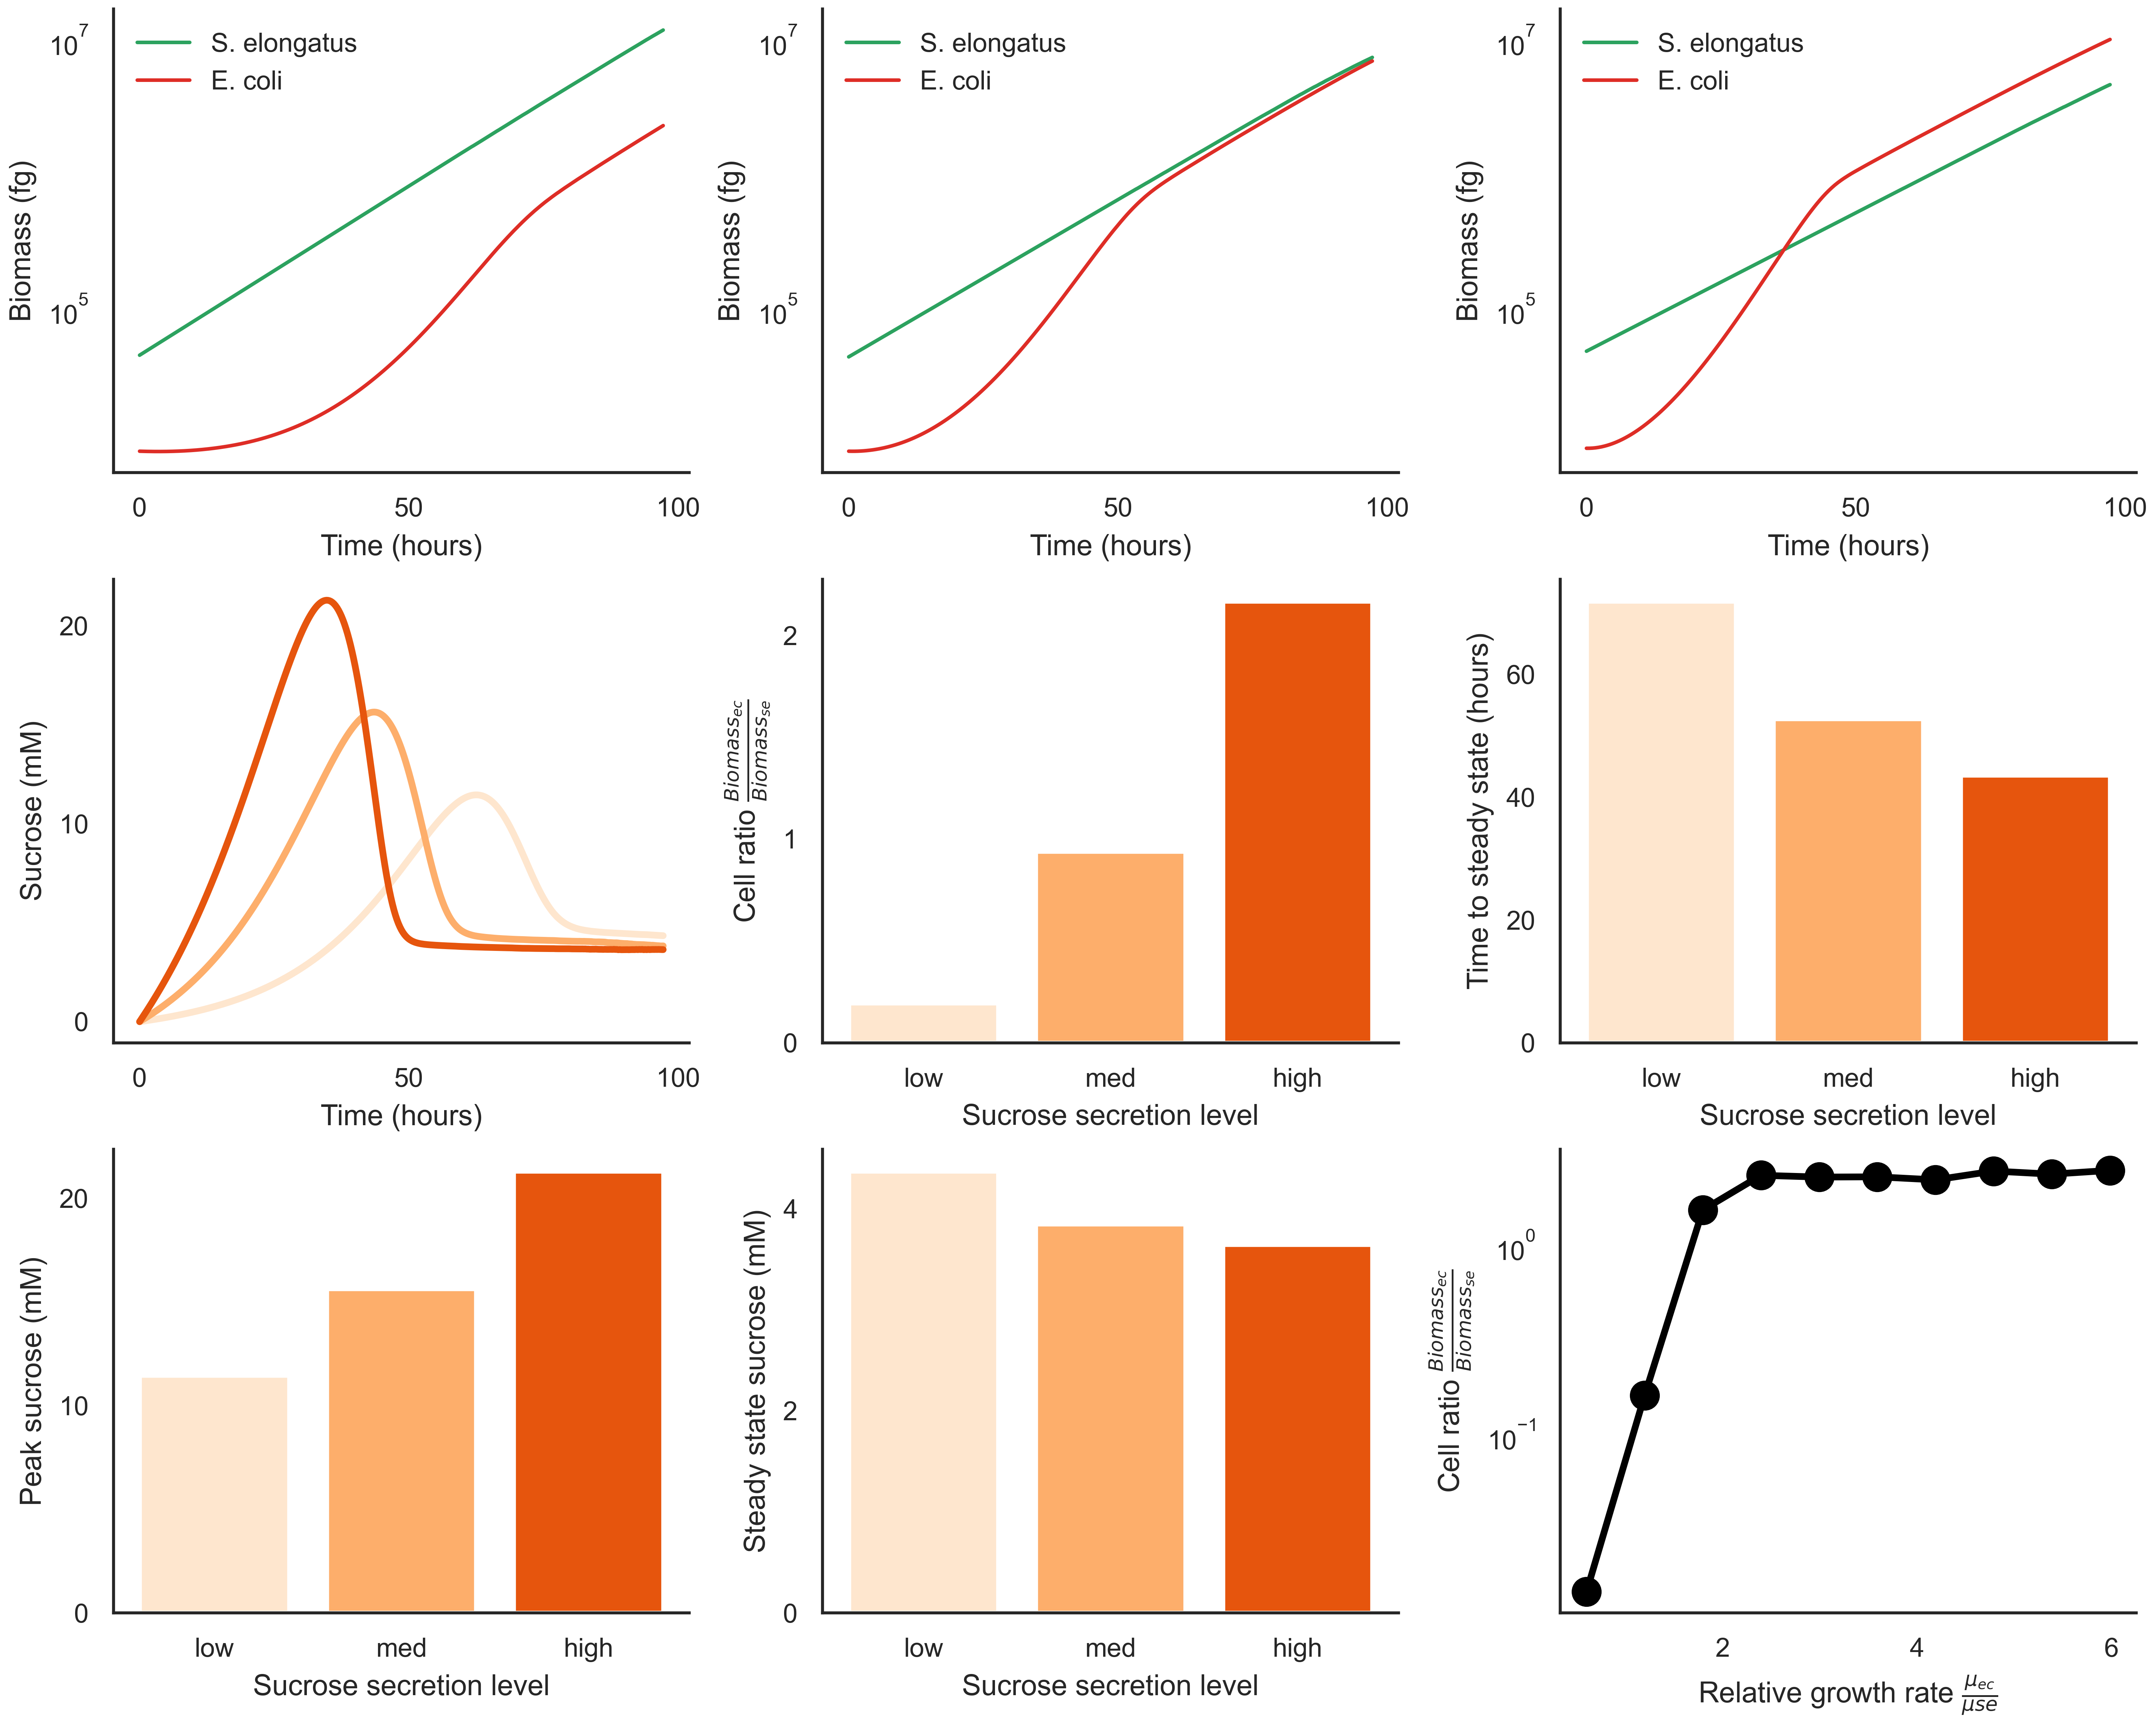 Biomass (fg)
10^7
10^5
S. elongatus
E. coli
0 50 100
Time (hours)
Biomass (fg)
10^7
10^5
S. elongatus
E. coli
0 50 100
Time (hours)
Biomass (fg)
10^7
10^5
S. elongatus
E. coli
0 50 100
Time (hours)
Sucrose (mM)
20
10
0
0 50 100
Time (hours)
Cell ratio Biomass_ec / Biomass_se
2
1
0
low med high
Sucrose secretion level
Time to steady state (hours)
60
40
20
0
low med high
Sucrose secretion level
Peak sucrose (mM)
20
10
0
low med high
Sucrose secretion level
Steady state sucrose (mM)
4
2
0
low med high
Sucrose secretion level
Cell ratio Biomass_ec / Biomass_se
10^0
10^−1
2 4 6
Relative growth rate μ_ec / μse